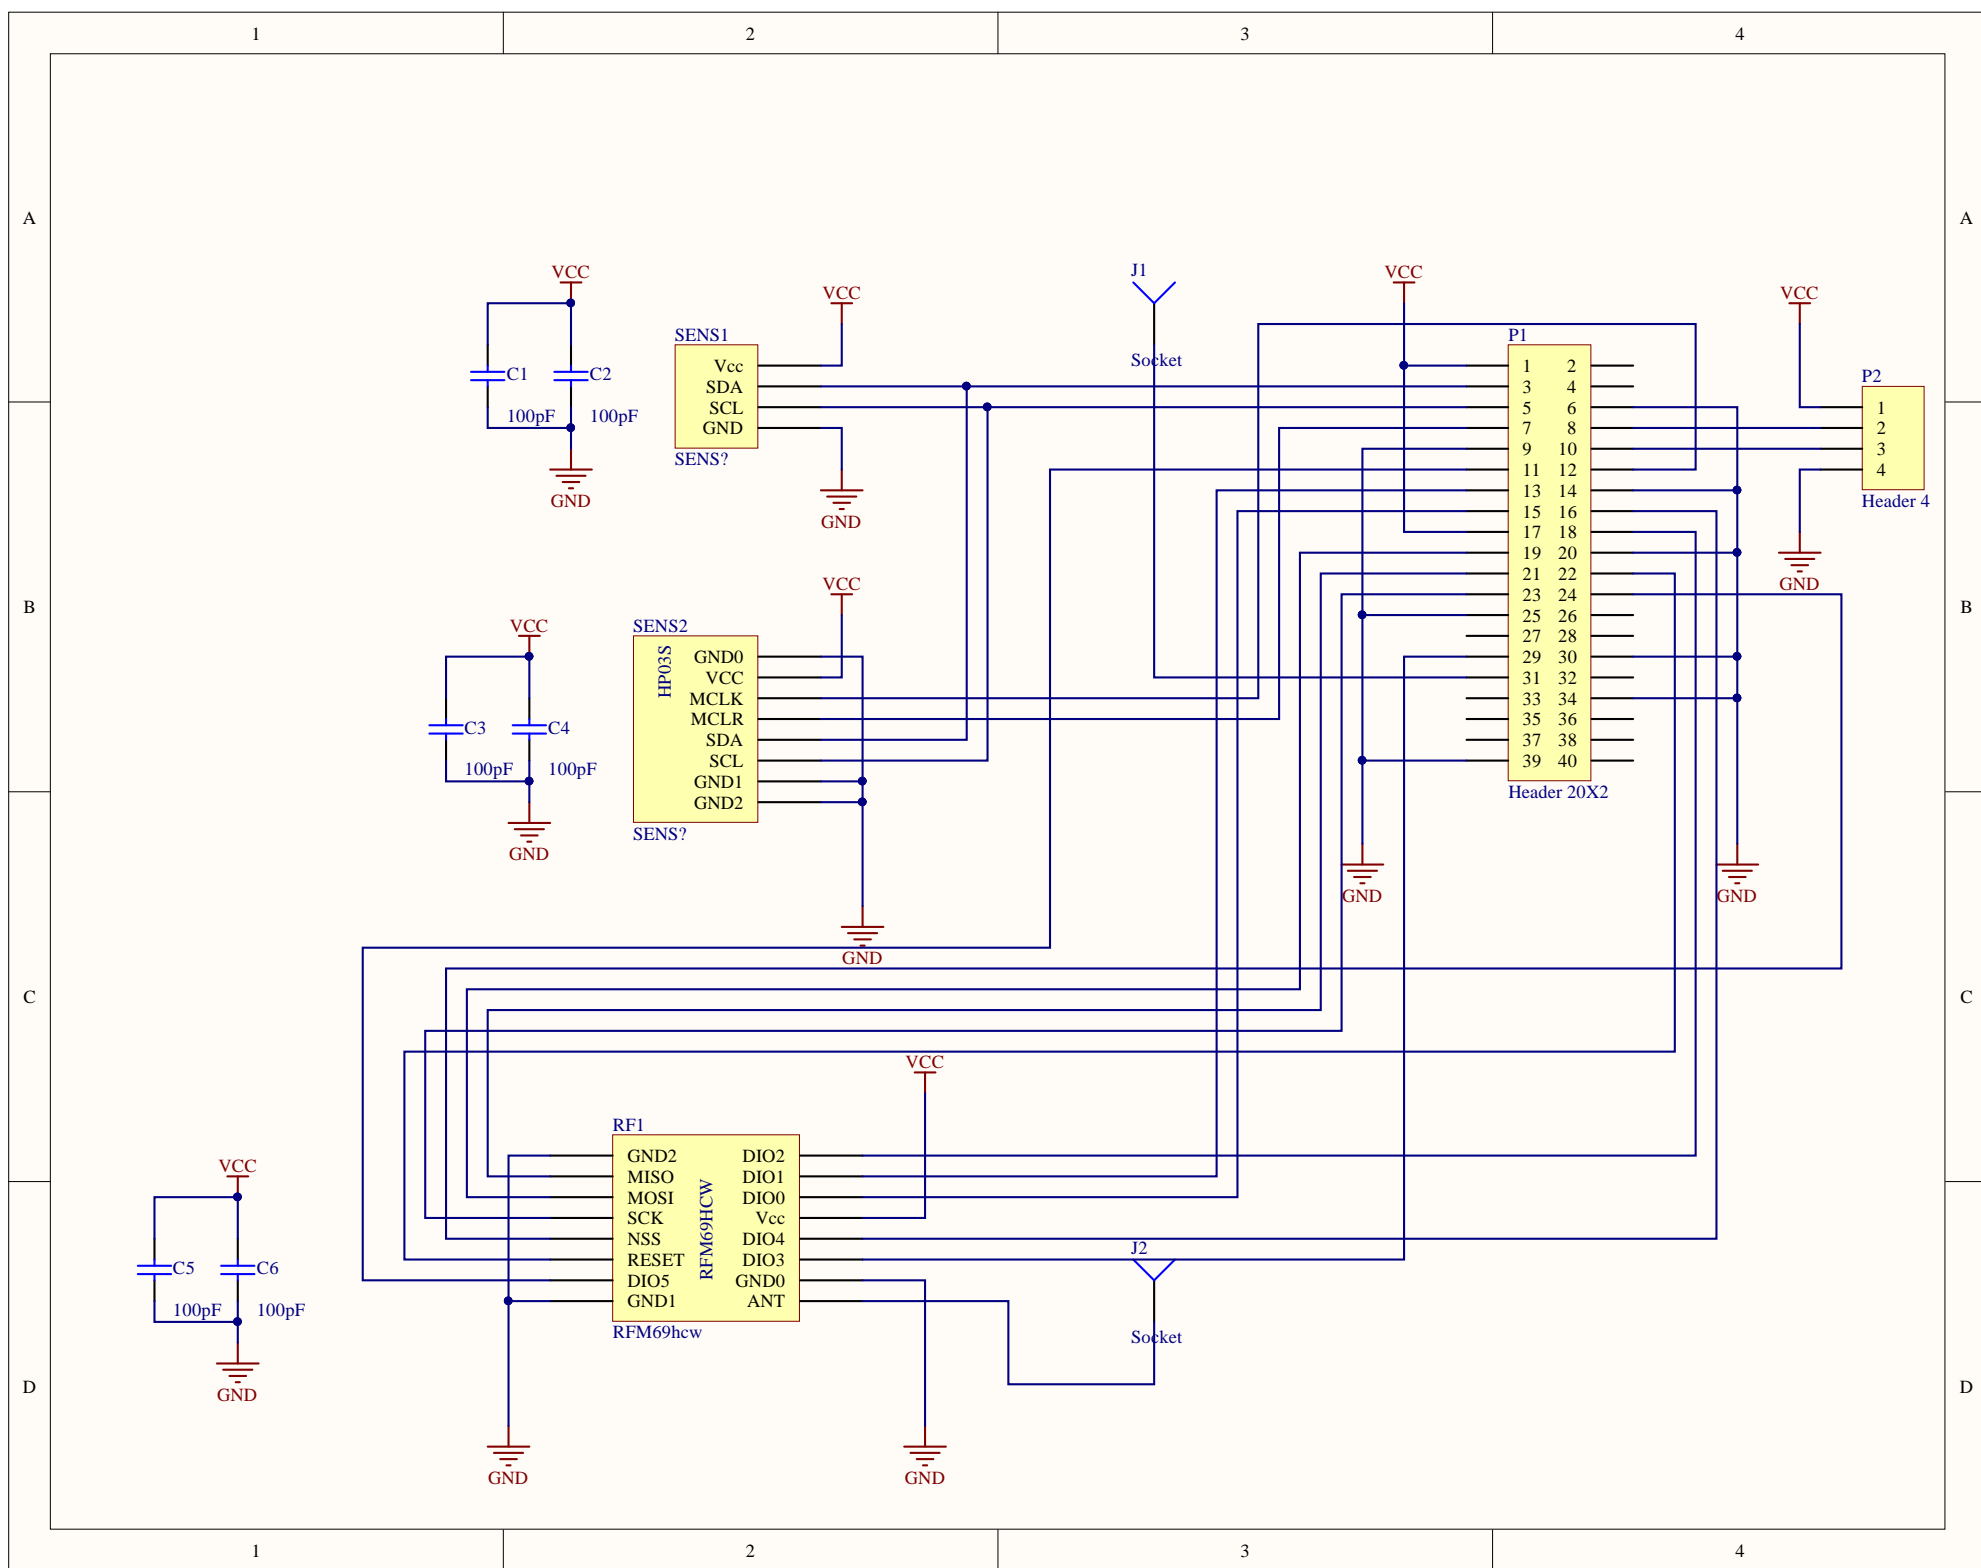 1 2 3 4
A A
VCC J1 VCC
VCC VCC
SENS1 P1
Vcc 1 2
C1 C2 SDA Socket 3 4 P2
100pF 100pF SCL 5 6 1
GND 7 8 2
SENS? 9 10 3
11 12 4
GND 13 14 Header 4
GND 15 16
17 18
19 20
VCC 21 22 GND
B 23 24 B
VCC SENS2 25 26
HP03S
27 28
GND0 29 30
VCC 31 32
MCLK 33 34
C3 C4 MCLR 35 36
SDA 37 38
100pF 100pF SCL 39 40
GND1 Header 20X2
GND2
SENS?
GND
GND GND
GND
C C
VCC
RF1
RFM69HCW
VCC GND2 DIO2
MISO DIO1
MOSI DIO0
SCK Vcc
NSS DIO4 J2
C5 C6 RESET DIO3
DIO5 GND0
100pF 100pF GND1 ANT
RFM69hcw Socket
GND
D D
GND GND
1 2 3 4